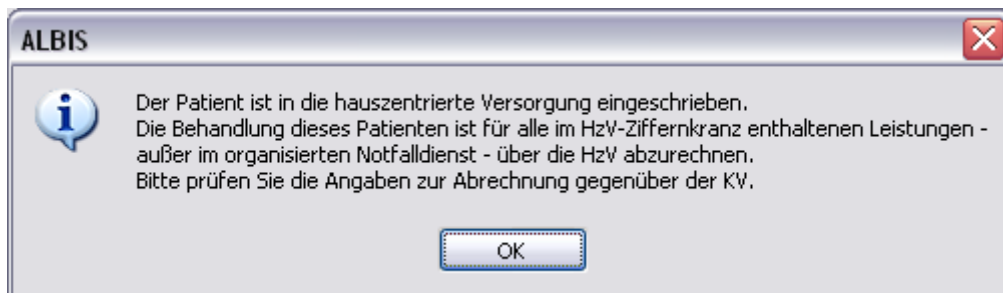 ALBIS
Der Patient ist in die hauszentrierte Versorgung eingeschrieben.
Die Behandlung dieses Patienten ist für alle im HzV-Ziffernkranz enthaltenen Leistungen -
außer im organisierten Notfalldienst - über die HzV abzurechnen.
Bitte prüfen Sie die Angaben zur Abrechnung gegenüber der KV.
OK